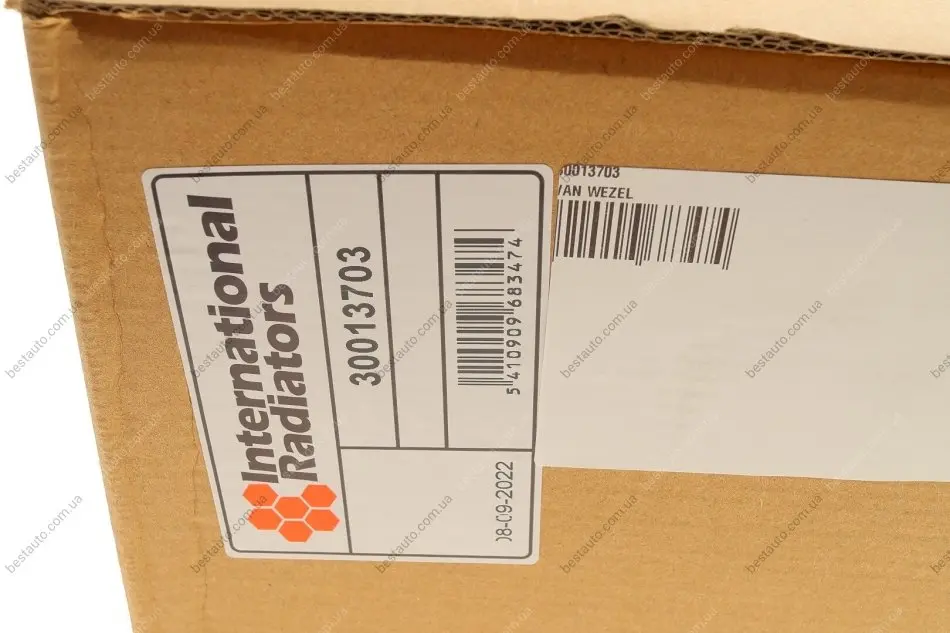 International
Radiators
30013703
5 410909 683474
08-09-2022
30013703
VAN WEZEL
bestauto.com.ua